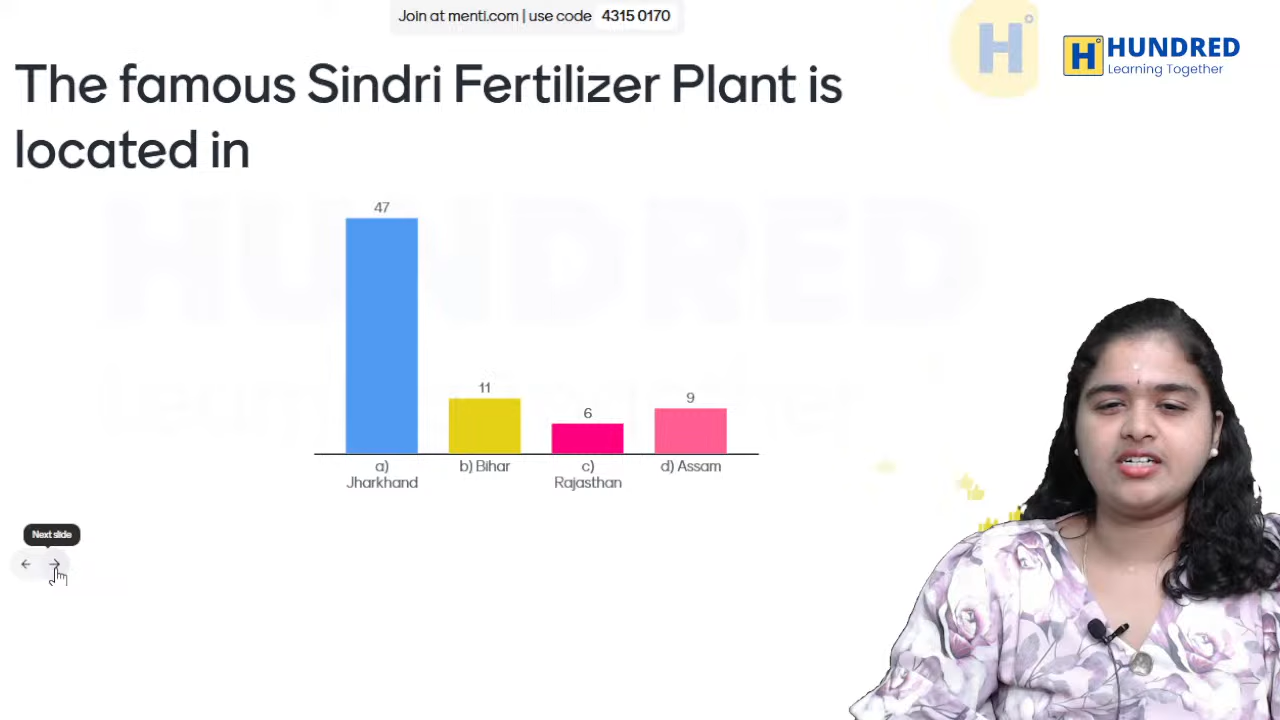 Join at menti.com | use code 4315 0170
H
H
HUNDRED
Learning Together
The famous Sindri Fertilizer Plant is
located in
HUNDRED
47
11
6
9
a)
Jharkhand
b) Bihar
c)
Rajasthan
d) Assam
Next slide